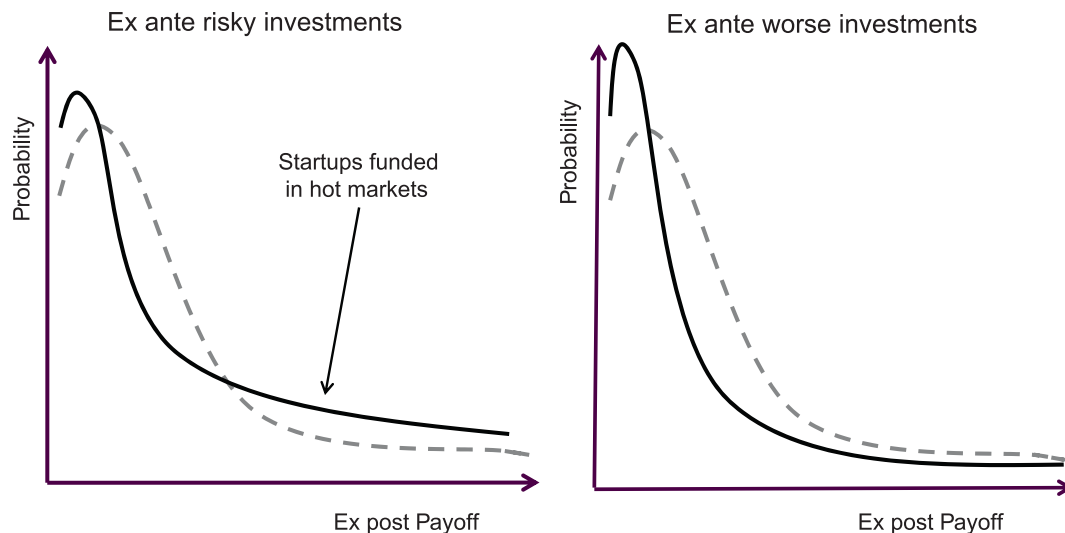 Ex ante risky investments
Probability
Startups funded
in hot markets
Ex post Payoff
Ex ante worse investments
Probability
Ex post Payoff